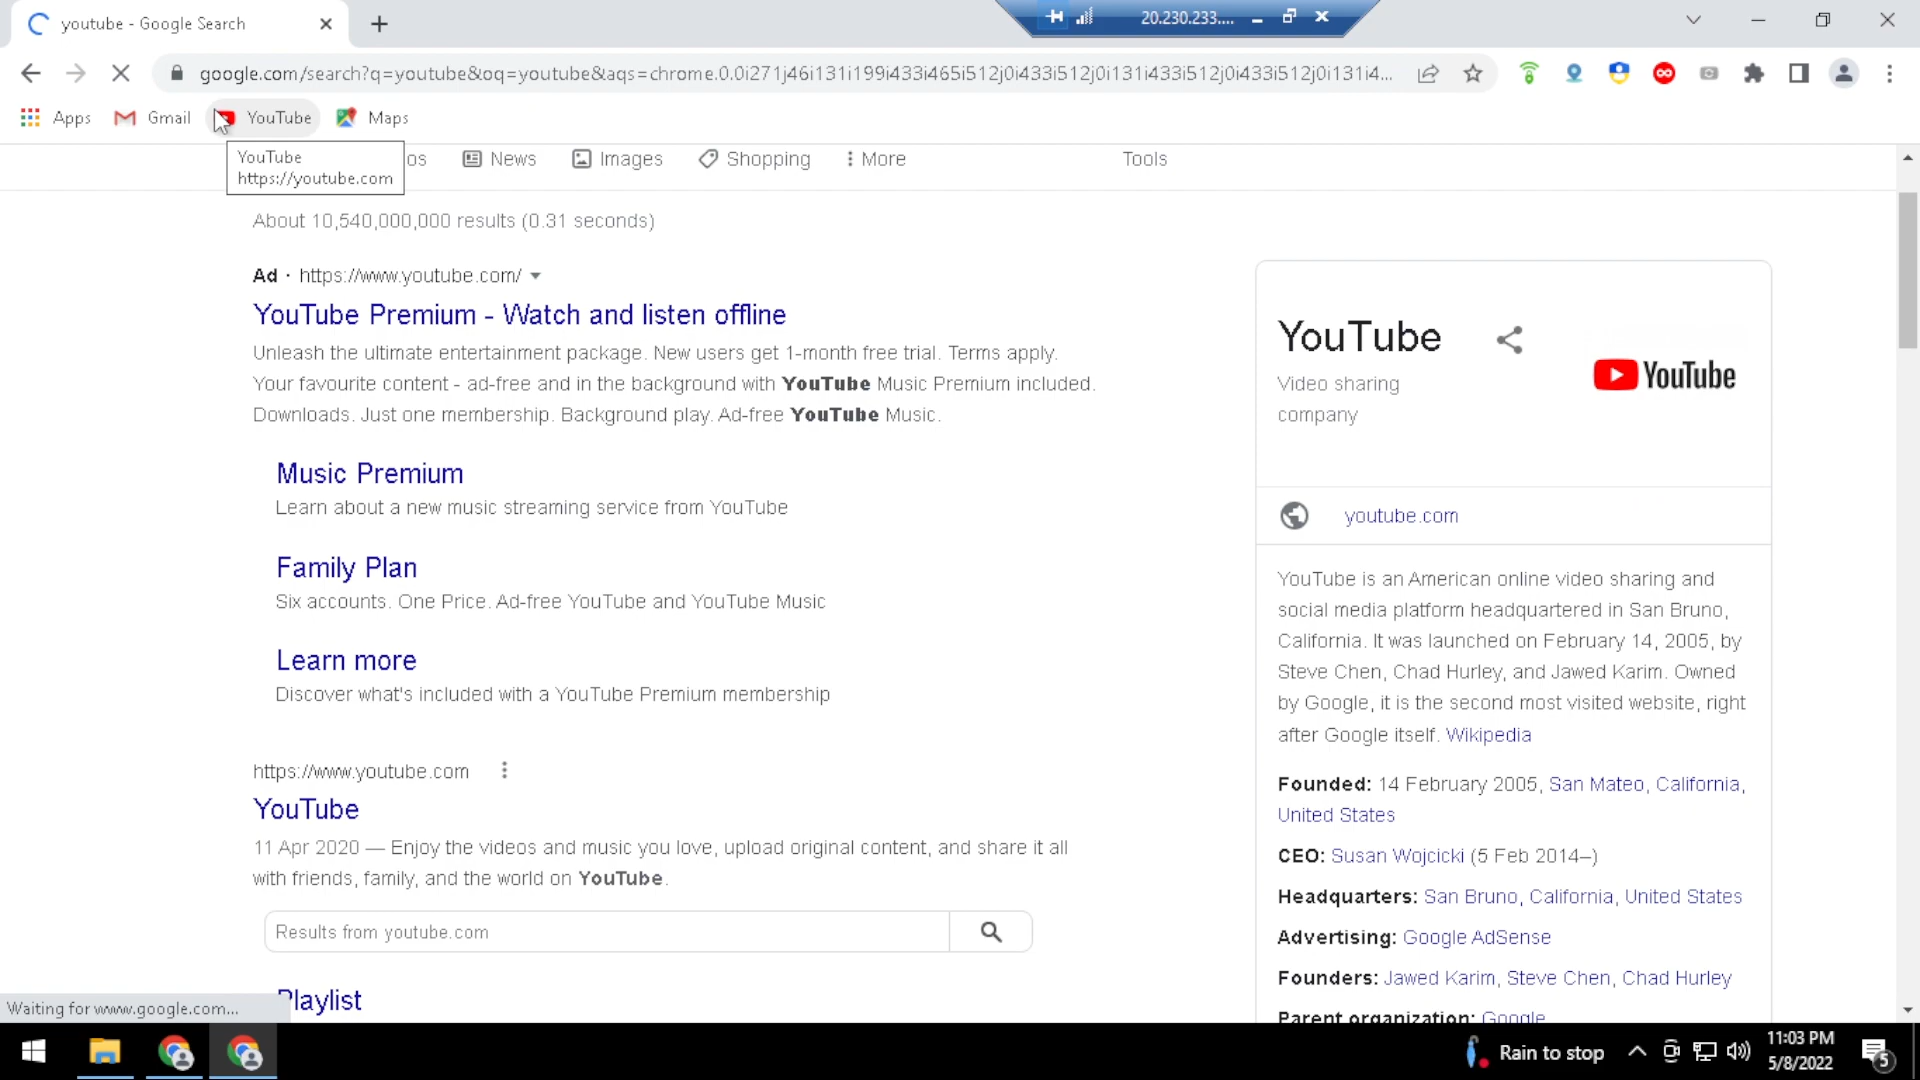 youtube - Google Search
20.230.233....
google.com/search?q=youtube&oq=youtube&aqs=chrome.0.0i271j46i131i199i433i465i512j0i433i512j0i131i433i512j0i433i512j0i131i4...
Apps Gmail YouTube Maps
YouTube
https://youtube.com
os News Images Shopping More Tools
About 10,540,000,000 results (0.31 seconds)
Ad · https://www.youtube.com/
YouTube Premium - Watch and listen offline
Unleash the ultimate entertainment package. New users get 1-month free trial. Terms apply.
Your favourite content - ad-free and in the background with YouTube Music Premium included.
Downloads. Just one membership. Background play. Ad-free YouTube Music.
Music Premium
Learn about a new music streaming service from YouTube
Family Plan
Six accounts. One Price. Ad-free YouTube and YouTube Music
Learn more
Discover what's included with a YouTube Premium membership
https://www.youtube.com
YouTube
11 Apr 2020 — Enjoy the videos and music you love, upload original content, and share it all
with friends, family, and the world on YouTube.
Results from youtube.com
Playlist
YouTube
Video sharing
company
YouTube
youtube.com
YouTube is an American online video sharing and
social media platform headquartered in San Bruno,
California. It was launched on February 14, 2005, by
Steve Chen, Chad Hurley, and Jawed Karim. Owned
by Google, it is the second most visited website, right
after Google itself. Wikipedia
Founded: 14 February 2005, San Mateo, California,
United States
CEO: Susan Wojcicki (5 Feb 2014–)
Headquarters: San Bruno, California, United States
Advertising: Google AdSense
Founders: Jawed Karim, Steve Chen, Chad Hurley
Parent organization: Google
Waiting for www.google.com...
Rain to stop
11:03 PM
5/8/2022
5